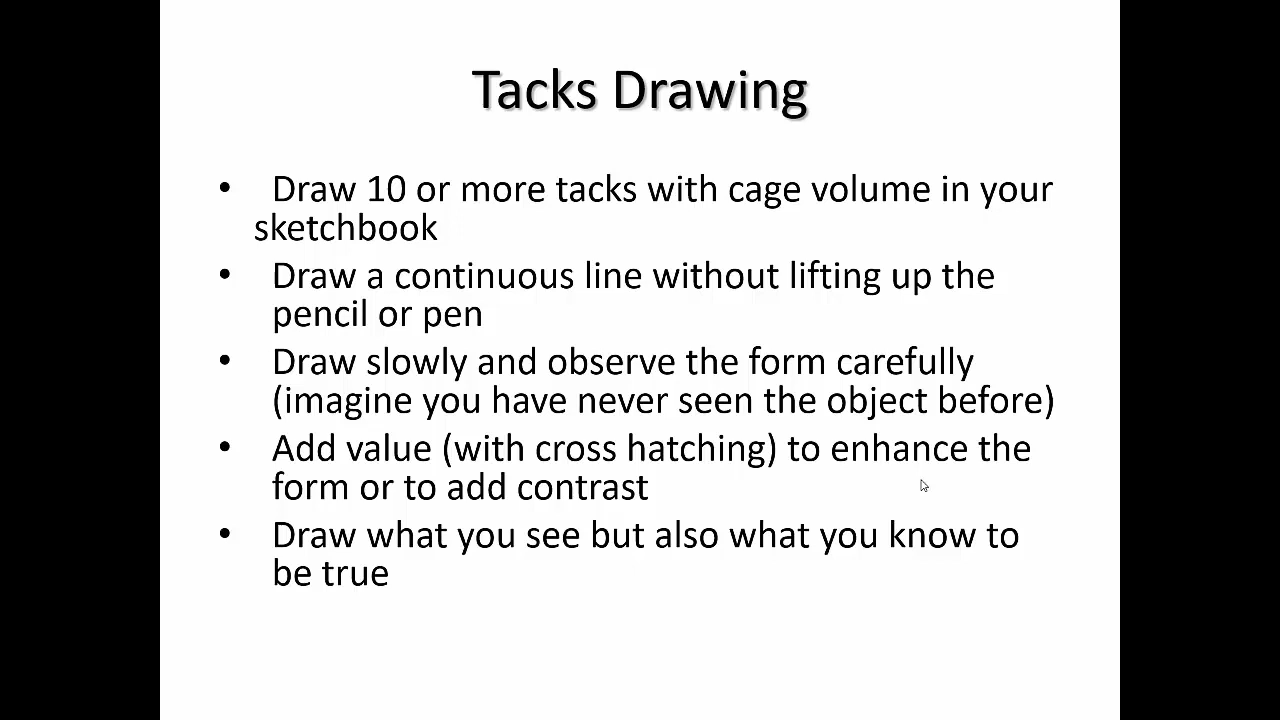 Tacks Drawing
• Draw 10 or more tacks with cage volume in your
sketchbook
• Draw a continuous line without lifting up the
pencil or pen
• Draw slowly and observe the form carefully
(imagine you have never seen the object before)
• Add value (with cross hatching) to enhance the
form or to add contrast
• Draw what you see but also what you know to
be true